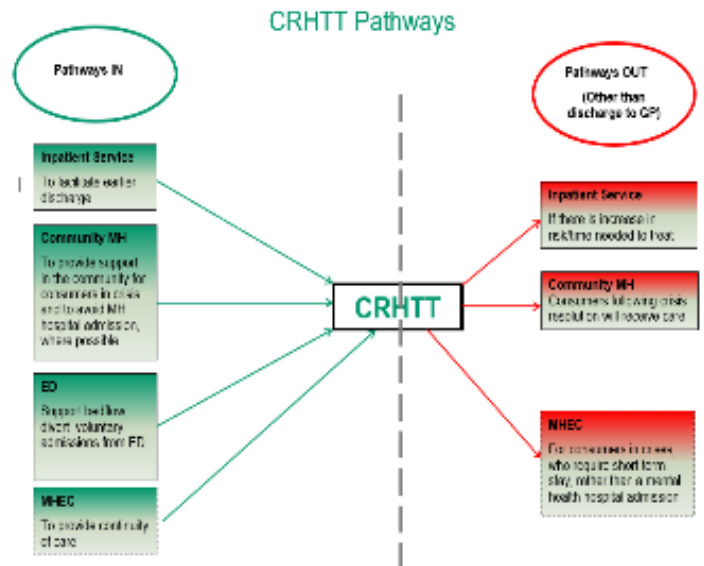 CRHTT Pathways
Pathways IN
Pathways OUT
(Other than
discharge to GP)
Inpatient Service
To facilitate earlier
discharge
Community MH
To provide support
in the community for
consumers in crisis
and to avoid MH
hospital admission,
where possible
ED
Support bedflow
divert voluntary
admissions from ED
MHEC
To provide continuity
of care
CRHTT
Inpatient Service
If there is increase in
risk/time needed to treat
Community MH
Consumers following crisis
resolution will receive care
MHEC
For consumers in
who require short term
stay, rather than a mental
health hospital admission